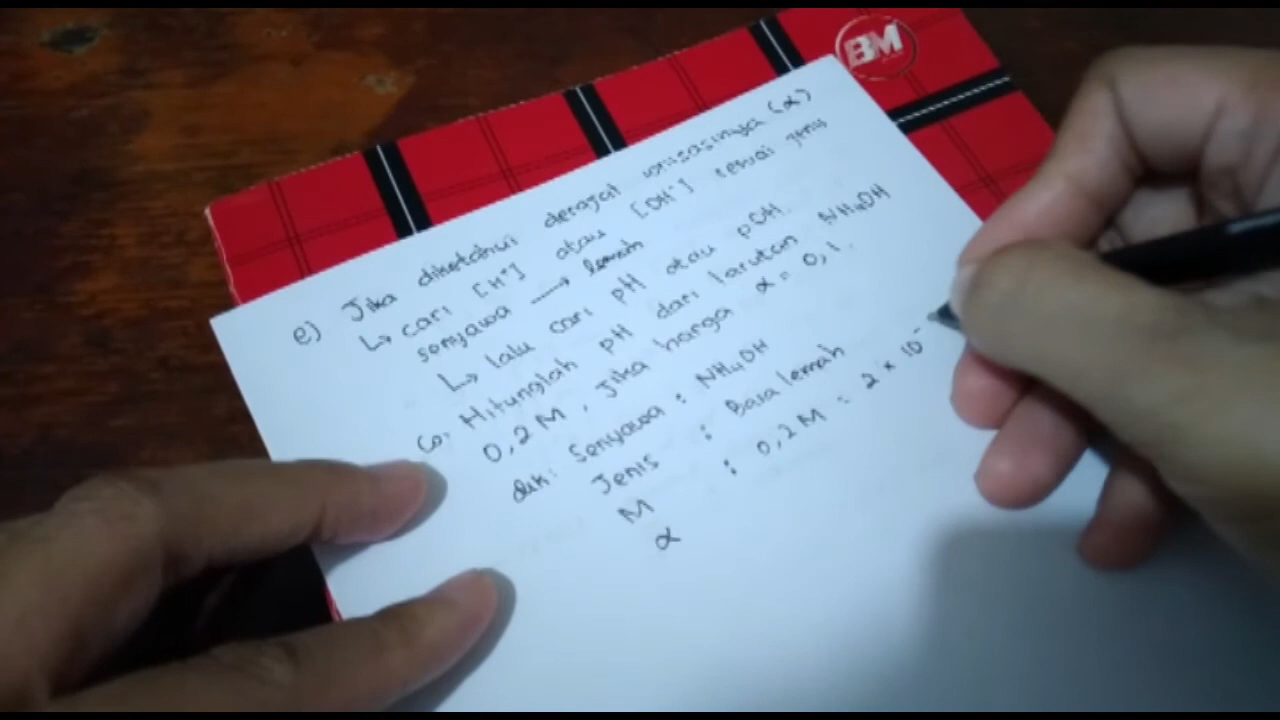 BM
e) Jika diketahui derajat ionisasinya (α)
↳ cari [H⁺] atau [OH⁻] sesuai jenis
senyawa → lemah
↳ lalu cari pH atau pOH.
Co. Hitunglah pH dari larutan NH4OH
0,2 M, jika harga α = 0,1.
dik: Senyawa : NH4OH
Jenis : Basa lemah
M : 0,2 M = 2 × 10⁻
α